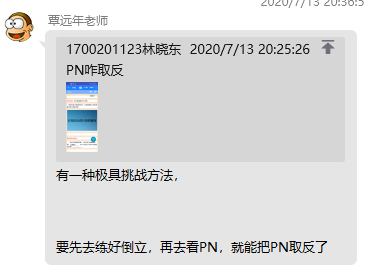 2020/7/13 20:36:5
覃远年老师
1700201123林晓东 2020/7/13 20:25:26
PN咋取反
有一种极具挑战方法，
要先去练好倒立，再去看PN，就能把PN取反了